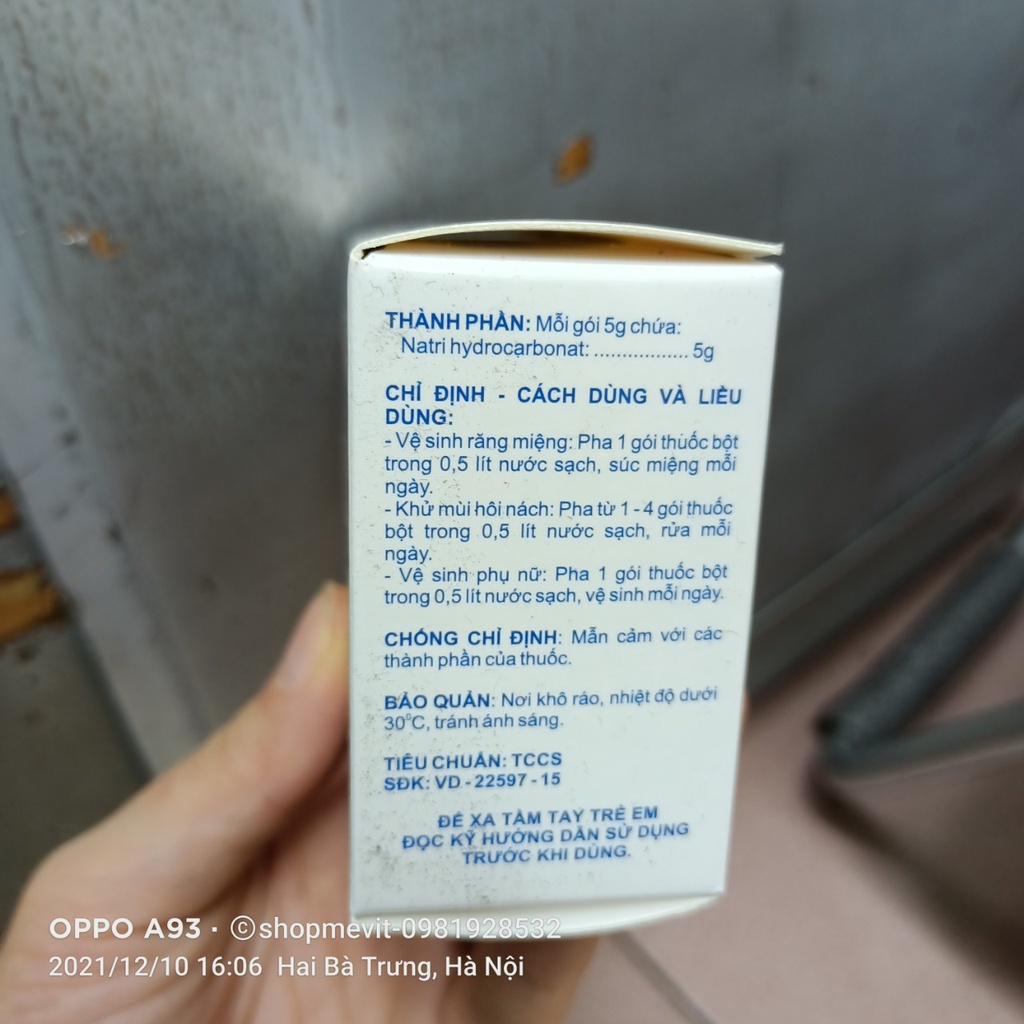 THÀNH PHẦN: Mỗi gói 5g chứa:
Natri hydrocarbonat: ................. 5g
CHỈ ĐỊNH - CÁCH DÙNG VÀ LIỀU
DÙNG:
- Vệ sinh răng miệng: Pha 1 gói thuốc bột
trong 0,5 lít nước sạch, súc miệng mỗi
ngày.
- Khử mùi hôi nách: Pha từ 1 - 4 gói thuốc
bột trong 0,5 lít nước sạch, rửa mỗi
ngày.
- Vệ sinh phụ nữ: Pha 1 gói thuốc bột
trong 0,5 lít nước sạch, vệ sinh mỗi ngày.
CHỐNG CHỈ ĐỊNH: Mẫn cảm với các
thành phần của thuốc.
BẢO QUẢN: Nơi khô ráo, nhiệt độ dưới
30°C, tránh ánh sáng.
TIÊU CHUẨN: TCCS
SĐK: VD - 22597 - 15
ĐỂ XA TẦM TAY TRẺ EM
ĐỌC KỸ HƯỚNG DẪN SỬ DỤNG
TRƯỚC KHI DÙNG.
OPPO A93 · ©shopmevit-0981928532
2021/12/10 16:06 Hai Bà Trưng, Hà Nội